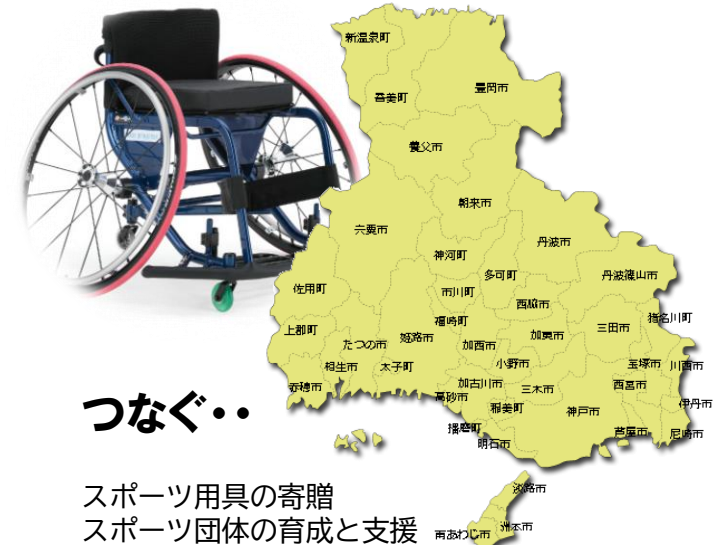 新温泉町
香美町
豊岡市
養父市
朝来市
宍粟市
丹波市
神河町
多可町
丹波篠山市
佐用町
市川町
西脇市
猪名川町
福崎町
上郡町
加東市
三田市
姫路市
たつの市
加西市
相生市
太子町
小野市
宝塚市
川西市
赤穂市
加古川市
三木市
西宮市
高砂市
稲美町
神戸市
伊丹市
播磨町
芦屋市
尼崎市
明石市
つなぐ・・
淡路市
スポーツ用具の寄贈
スポーツ団体の育成と支援
南あわじ市
洲本市